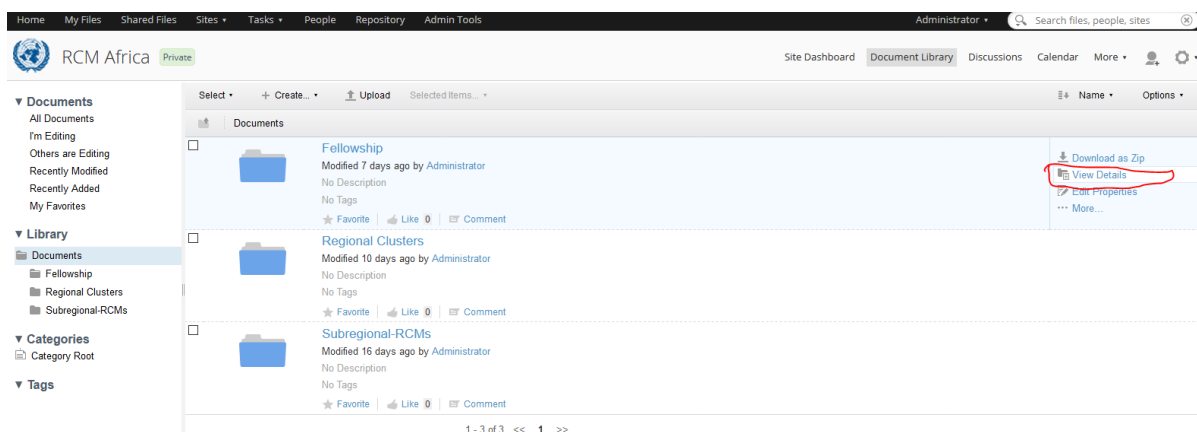 Home My Files Shared Files Sites ▾ Tasks ▾ People Repository Admin Tools Administrator ▾ Search files, people, sites
RCM Africa Private Site Dashboard Document Library Discussions Calendar More ▾
▾ Documents
All Documents
I'm Editing
Others are Editing
Recently Modified
Recently Added
My Favorites
▾ Library
Documents
Fellowship
Regional Clusters
Subregional-RCMs
▾ Categories
Category Root
▾ Tags
Select ▾ + Create... ▾ Upload Selected Items... ▾ Name ▾ Options ▾
Documents
Fellowship
Modified 7 days ago by Administrator
No Description
No Tags
Favorite Like 0 Comment
Download as Zip
View Details
Edit Properties
••• More...
Regional Clusters
Modified 10 days ago by Administrator
No Description
No Tags
Favorite Like 0 Comment
Subregional-RCMs
Modified 16 days ago by Administrator
No Description
No Tags
Favorite Like 0 Comment
1 - 3 of 3 << 1 >>